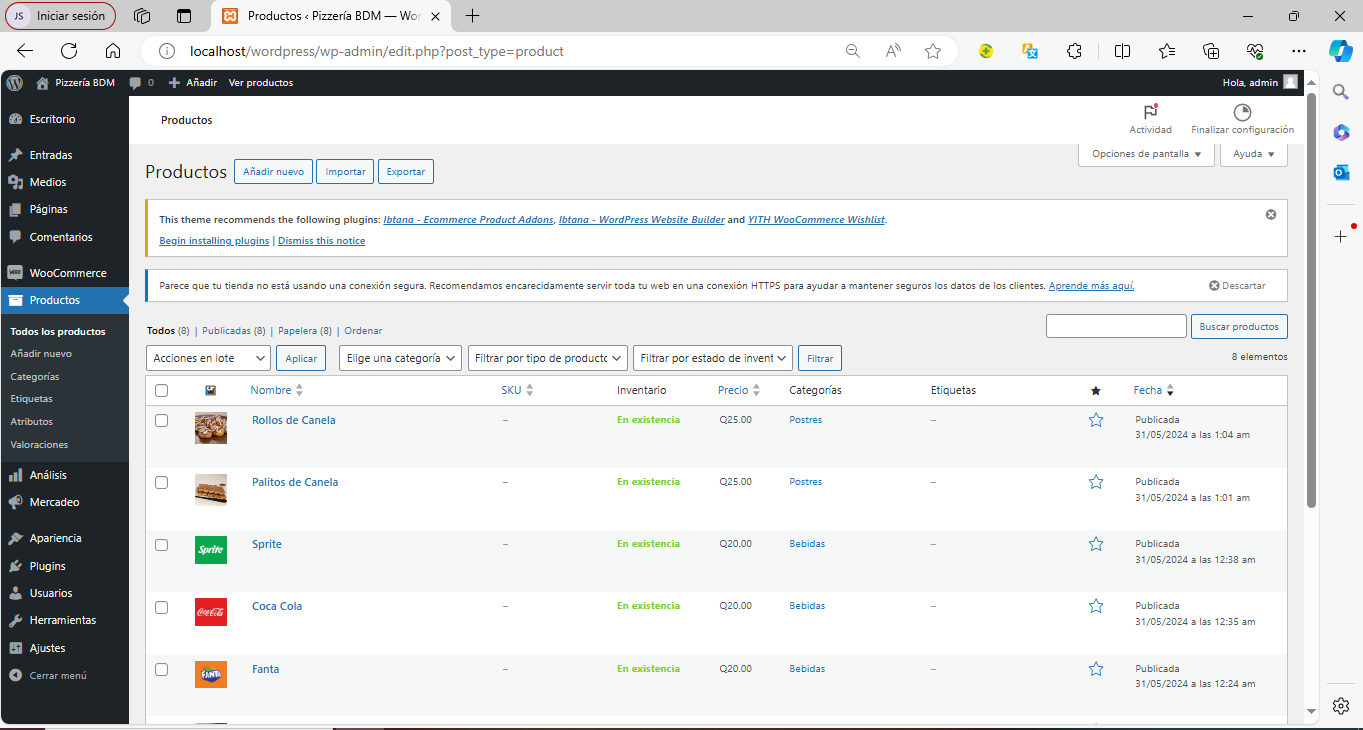 JS Iniciar sesión
Productos ‹ Pizzería BDM — Wor
localhost/wordpress/wp-admin/edit.php?post_type=product
Pizzería BDM 0 Añadir Ver productos Hola, admin
Escritorio
Entradas
Medios
Páginas
Comentarios
WooCommerce
Productos
Todos los productos
Añadir nuevo
Categorías
Etiquetas
Atributos
Valoraciones
Análisis
Mercadeo
Apariencia
Plugins
Usuarios
Herramientas
Ajustes
Cerrar menú
Productos
Actividad Finalizar configuración
Opciones de pantalla Ayuda
Productos Añadir nuevo Importar Exportar
This theme recommends the following plugins: Ibtana - Ecommerce Product Addons, Ibtana - WordPress Website Builder and YITH WooCommerce Wishlist.
Begin installing plugins | Dismiss this notice
Parece que tu tienda no está usando una conexión segura. Recomendamos encarecidamente servir toda tu web en una conexión HTTPS para ayudar a mantener seguros los datos de los clientes. Aprende más aquí. Descartar
Todos (8) | Publicadas (8) | Papelera (8) | Ordenar
Buscar productos
Acciones en lote Aplicar Elige una categoría Filtrar por tipo de producto Filtrar por estado de invent Filtrar
8 elementos
Nombre SKU Inventario Precio Categorías Etiquetas Fecha
Rollos de Canela – En existencia Q25.00 Postres – Publicada
31/05/2024 a las 1:04 am
Palitos de Canela – En existencia Q25.00 Postres – Publicada
31/05/2024 a las 1:01 am
Sprite Sprite – En existencia Q20.00 Bebidas – Publicada
31/05/2024 a las 12:38 am
Coca-Cola Coca Cola – En existencia Q20.00 Bebidas – Publicada
31/05/2024 a las 12:35 am
FANTA Fanta – En existencia Q20.00 Bebidas – Publicada
31/05/2024 a las 12:24 am